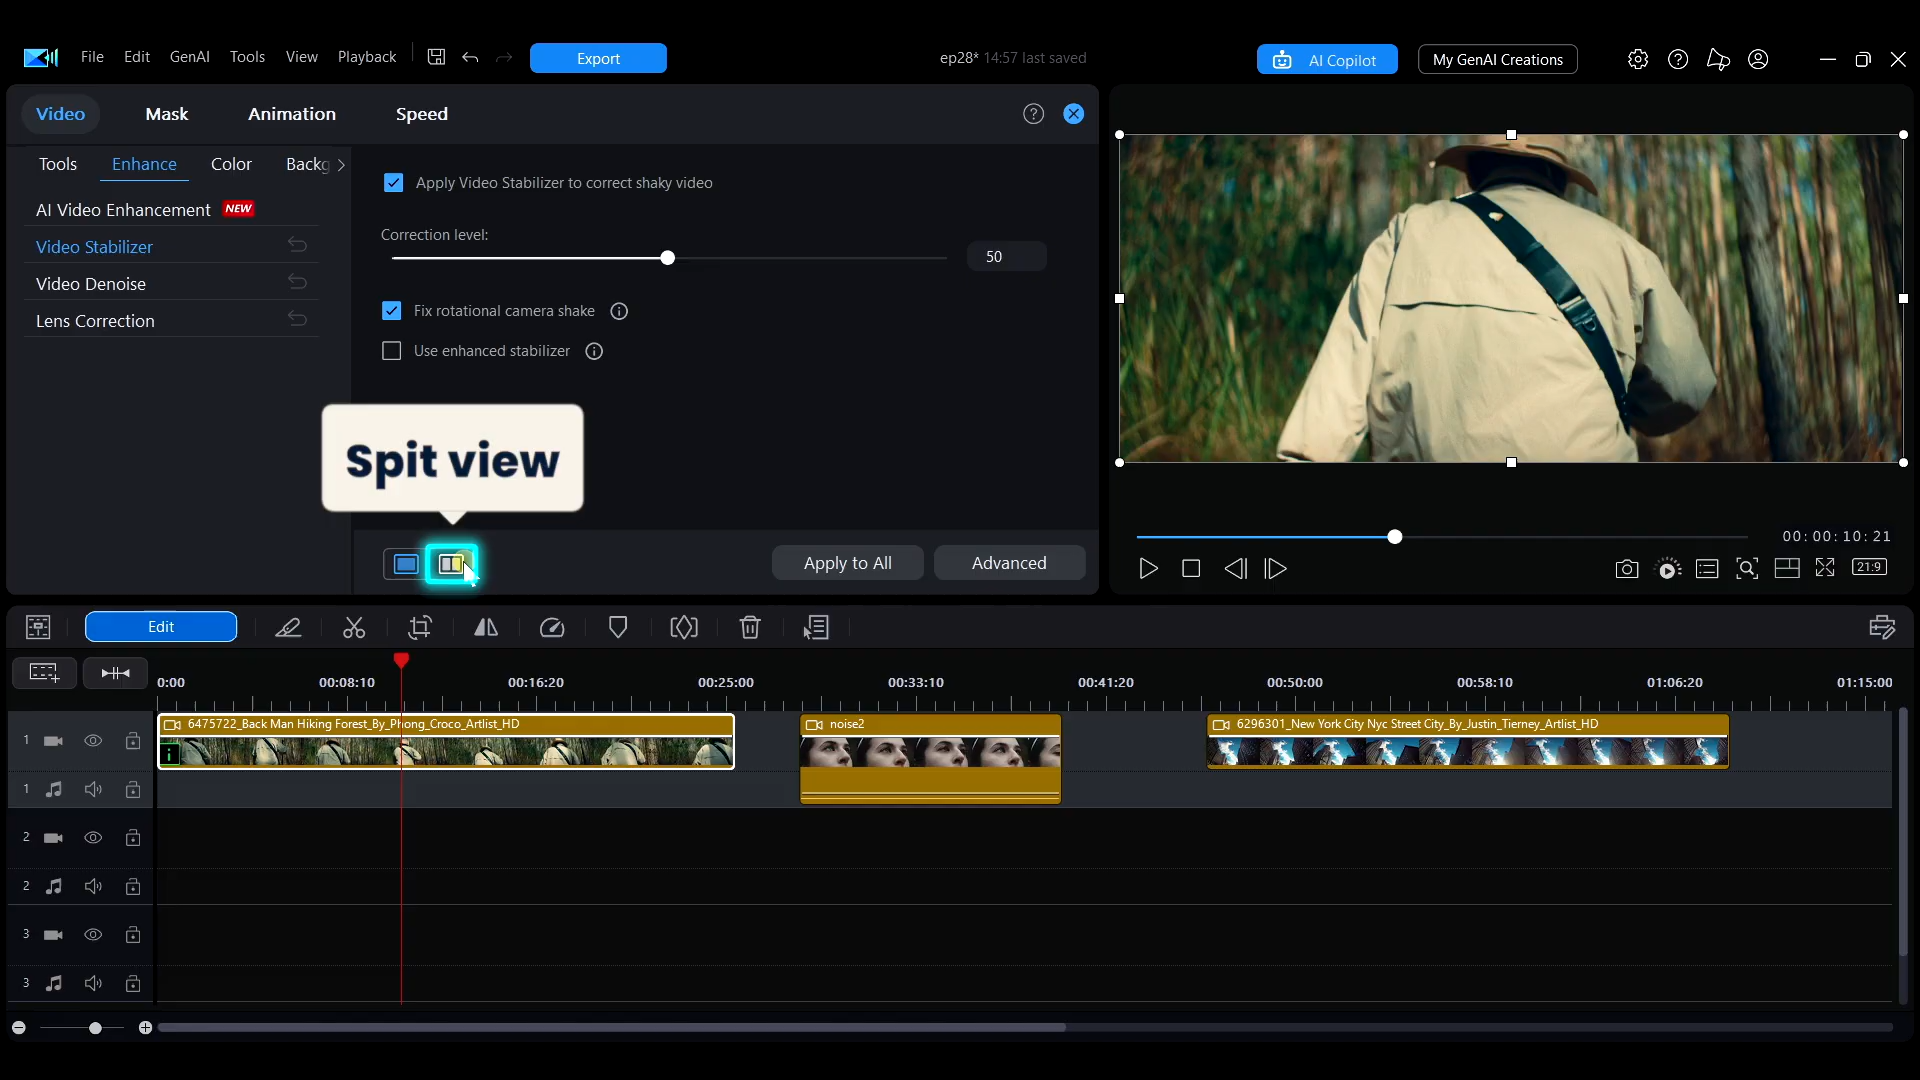 File Edit GenAI Tools View Playback Export ep28* 14:57 last saved AI Copilot My GenAI Creations
Video Mask Animation Speed
Tools Enhance Color Backg
AI Video Enhancement NEW
Video Stabilizer
Video Denoise
Lens Correction
Apply Video Stabilizer to correct shaky video
Correction level:
50
Fix rotational camera shake
Use enhanced stabilizer
Spit view
Apply to All Advanced
00:00:10:21
21:9
Edit
0:00 00:08:10 00:16:20 00:25:00 00:33:10 00:41:20 00:50:00 00:58:10 01:06:20 01:15:00
1 6475722_Back Man Hiking Forest_By_Phong_Croco_Artlist_HD noise2 6296301_New York City Nyc Street City_By_Justin_Tierney_Artlist_HD
1
2
2
3
3